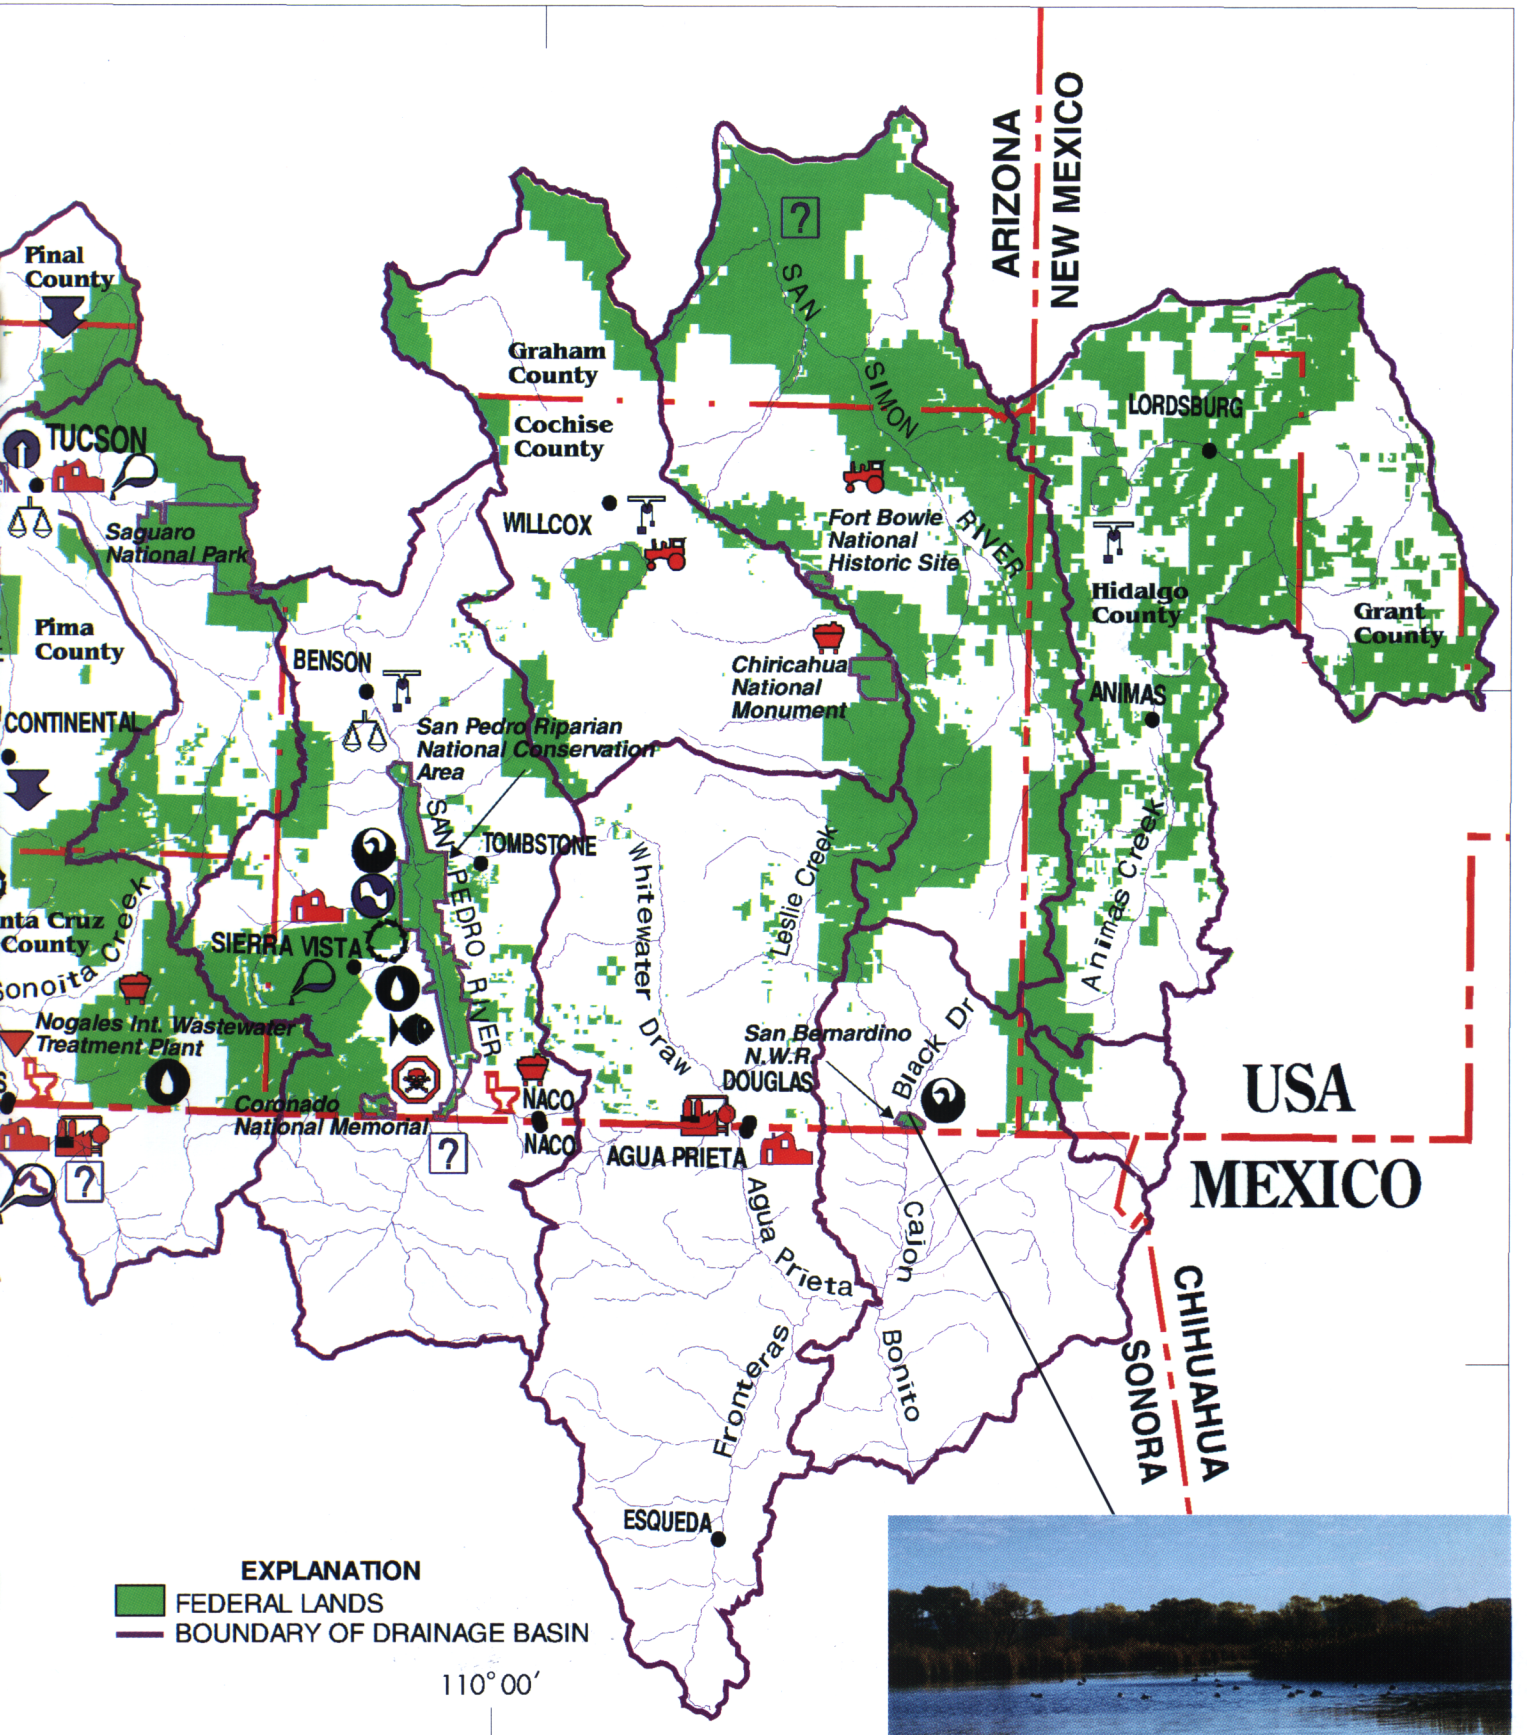 ARIZONA
NEW MEXICO
Pinal
County
?
SAN
SIMON
RIVER
Graham
County
Cochise
County
LORDSBURG
TUCSON
WILLCOX
Saguaro
National Park
Fort Bowie
National
Historic Site
Hidalgo
County
Grant
County
Pima
County
BENSON
Chiricahua
National
Monument
ANIMAS
CONTINENTAL
San Pedro Riparian
National Conservation
Area
SAN
PEDRO
RIVER
TOMBSTONE
Whitewater
Draw
Leslie Creek
Animas Creek
nta Cruz
County
Sonoita Creek
SIERRA VISTA
Nogales Int. Wastewater
Treatment Plant
San Bernardino
N.W.R.
Black Dr
DOUGLAS
USA
S
NACO
Coronado
National Memorial
NACO
?
?
AGUA PRIETA
MEXICO
Agua
Prieta
Cajon
Bonito
Fronteras
CHIHUAHUA
SONORA
ESQUEDA
EXPLANATION
FEDERAL LANDS
BOUNDARY OF DRAINAGE BASIN
110°00′